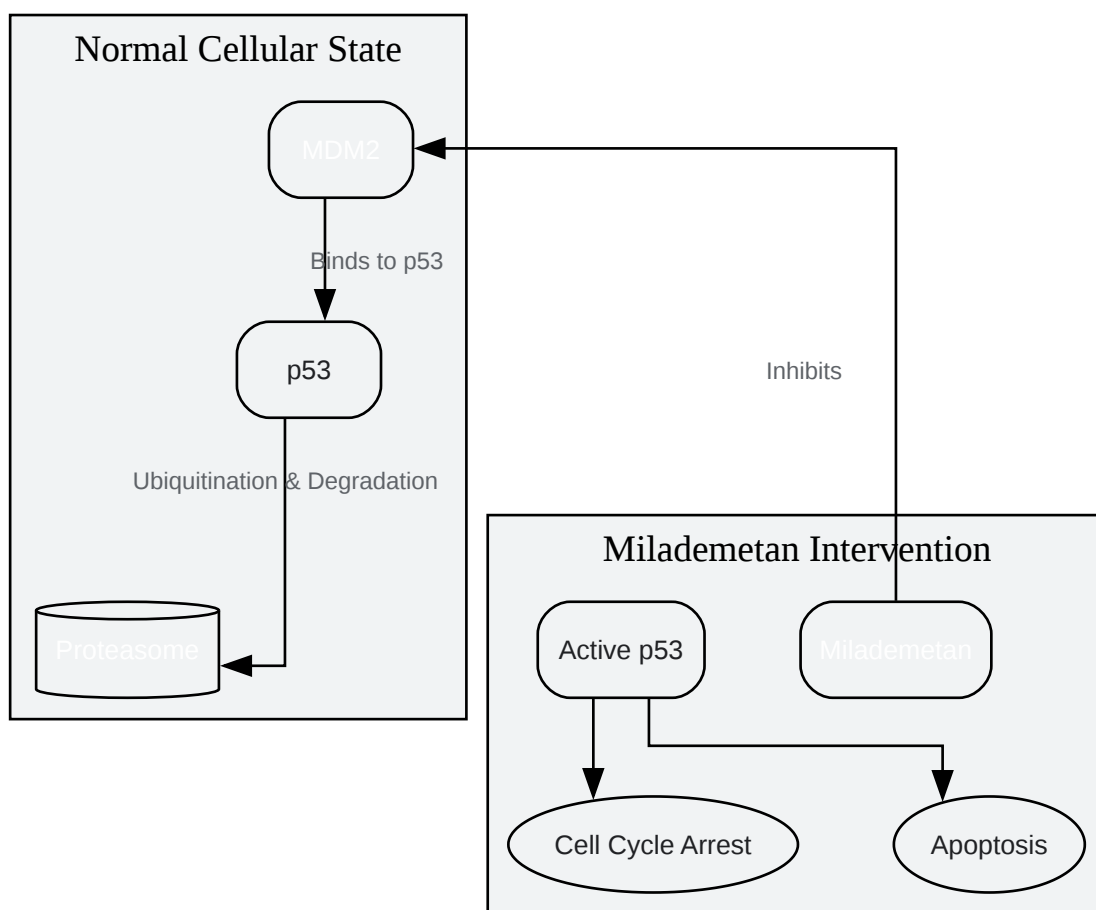 Normal Cellular State
MDM2
Binds to p53
p53
Ubiquitination & Degradation
Proteasome
Inhibits
Milademetan Intervention
Active p53
Milademetan
Cell Cycle Arrest
Apoptosis